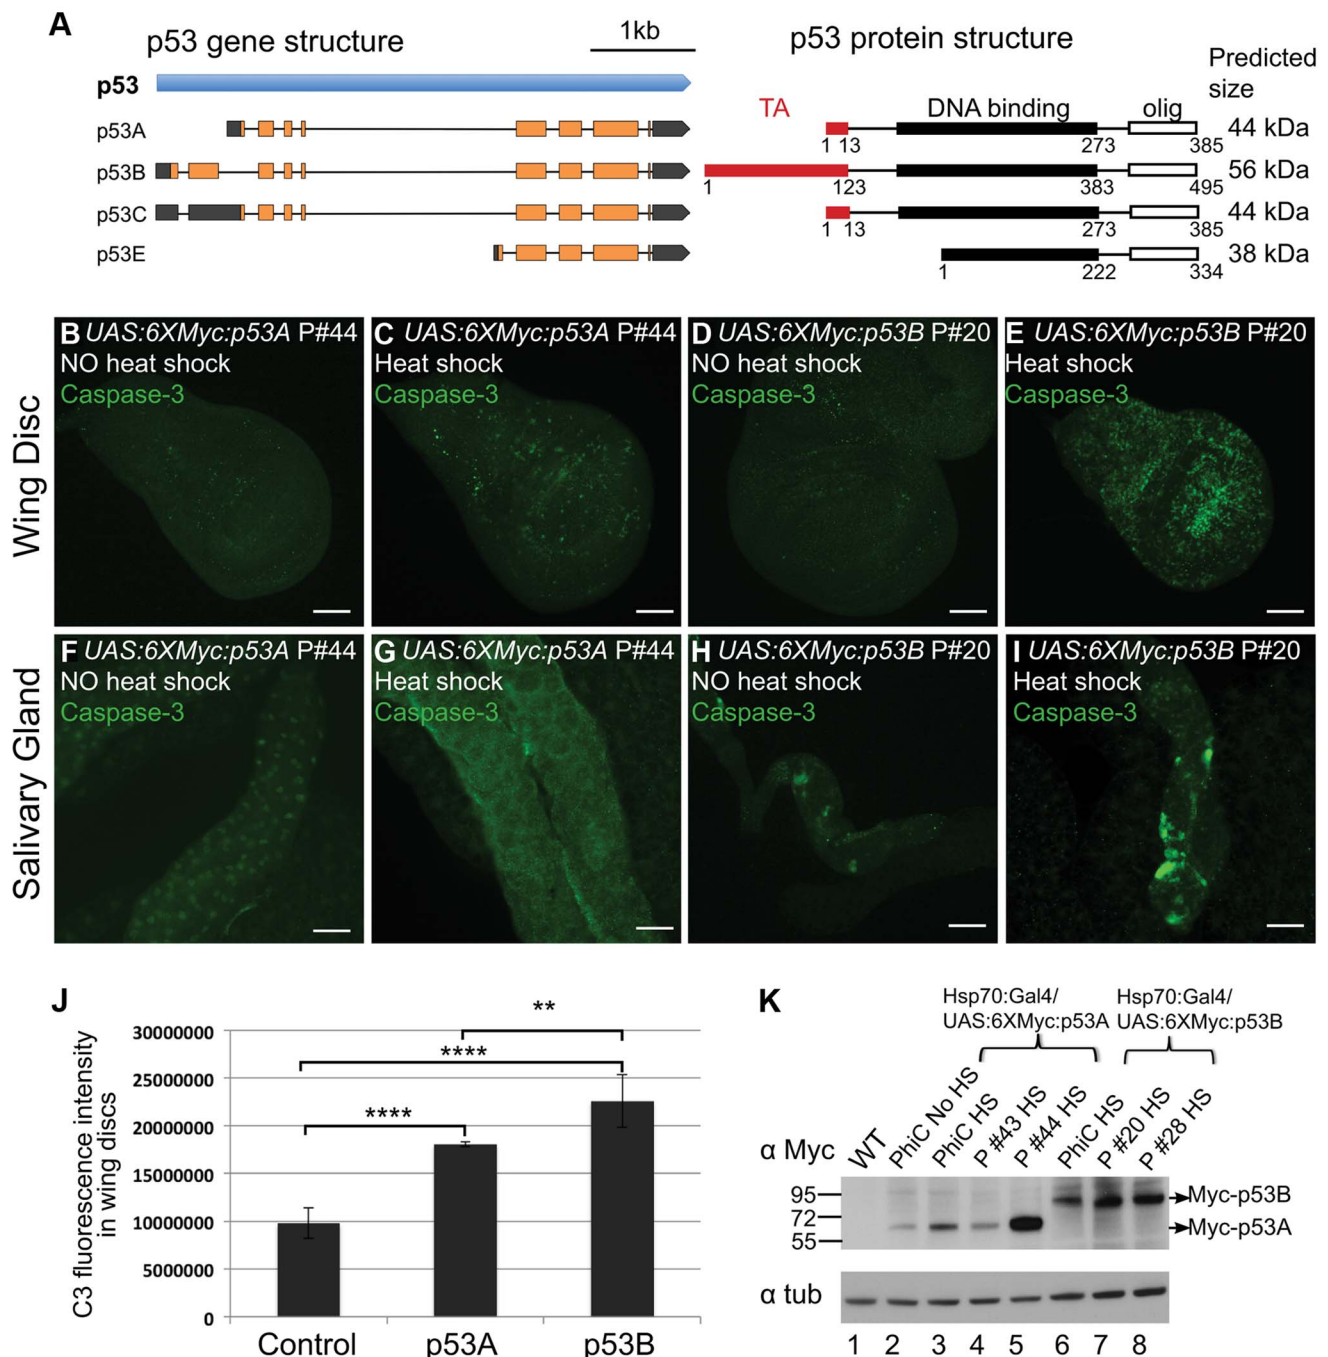 A
p53 gene structure
1kb
p53 protein structure
Predicted
size
p53
TA
DNA binding
olig
p53A
1 13
273
385
44 kDa
p53B
1
123
383
495
56 kDa
p53C
1 13
273
385
44 kDa
p53E
1
222
334
38 kDa
Wing Disc
B UAS:6XMyc:p53A P#44
NO heat shock
Caspase-3
C UAS:6XMyc:p53A P#44
Heat shock
Caspase-3
D UAS:6XMyc:p53B P#20
NO heat shock
Caspase-3
E UAS:6XMyc:p53B P#20
Heat shock
Caspase-3
Salivary Gland
F UAS:6XMyc:p53A P#44
NO heat shock
Caspase-3
G UAS:6XMyc:p53A P#44
Heat shock
Caspase-3
H UAS:6XMyc:p53B P#20
NO heat shock
Caspase-3
I UAS:6XMyc:p53B P#20
Heat shock
Caspase-3
J
C3 fluorescence intensity
in wing discs
30000000
25000000
20000000
15000000
10000000
5000000
0
**
****
****
Control
p53A
p53B
K
Hsp70:Gal4/
UAS:6XMyc:p53A
Hsp70:Gal4/
UAS:6XMyc:p53B
α Myc
WT
PhiC No HS
PhiC HS
P #43 HS
P #44 HS
PhiC HS
P #20 HS
P #28 HS
95
72
55
Myc-p53B
Myc-p53A
α tub
1 2 3 4 5 6 7 8